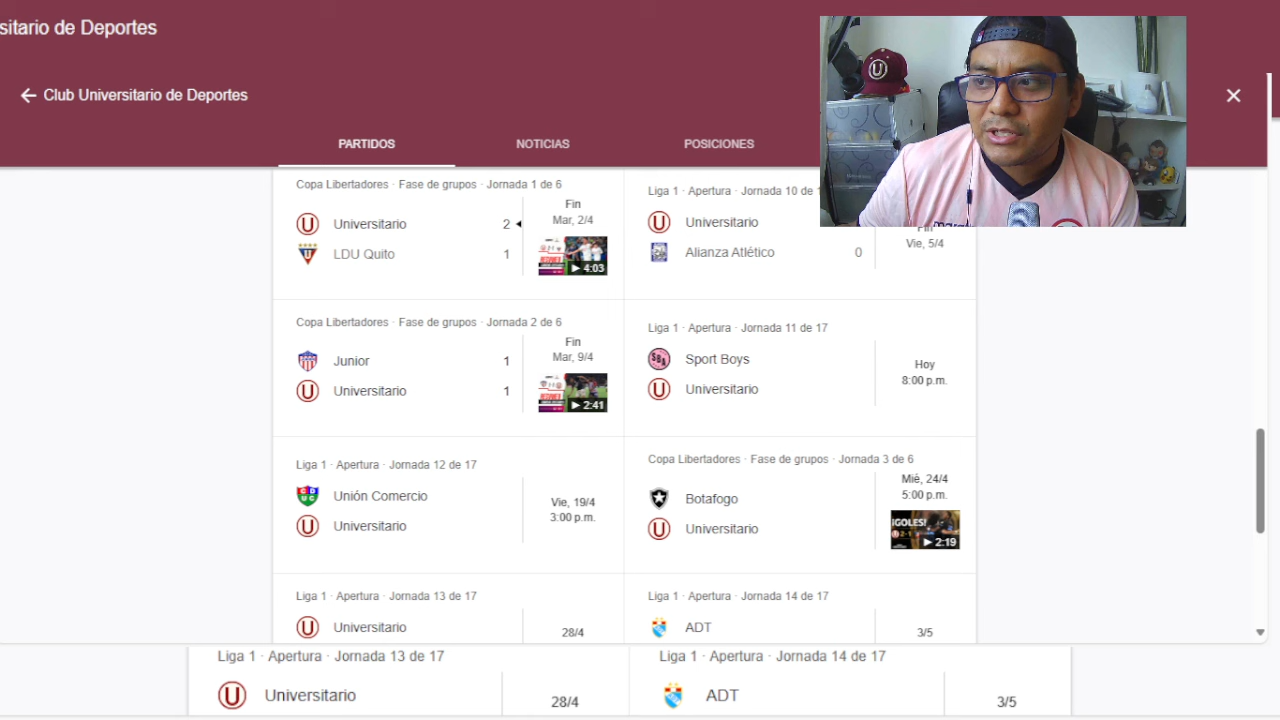 sitario de Deportes
← Club Universitario de Deportes
PARTIDOS NOTICIAS POSICIONES
Copa Libertadores · Fase de grupos · Jornada 1 de 6
Universitario 2
LDU Quito 1
Fin
Mar, 2/4
4:03
Liga 1 · Apertura · Jornada 10 de 1
Universitario
Alianza Atlético 0
Fin
Vie, 5/4
Copa Libertadores · Fase de grupos · Jornada 2 de 6
Junior 1
Universitario 1
Fin
Mar, 9/4
2:41
Liga 1 · Apertura · Jornada 11 de 17
Sport Boys
Universitario
Hoy
8:00 p.m.
Liga 1 · Apertura · Jornada 12 de 17
Unión Comercio
Universitario
Vie, 19/4
3:00 p.m.
Copa Libertadores · Fase de grupos · Jornada 3 de 6
Botafogo
Universitario
Mié, 24/4
5:00 p.m.
¡GOLES!
2-1
2:19
Liga 1 · Apertura · Jornada 13 de 17
Universitario
28/4
Liga 1 · Apertura · Jornada 14 de 17
ADT
3/5
Liga 1 · Apertura · Jornada 13 de 17
Universitario
28/4
Liga 1 · Apertura · Jornada 14 de 17
ADT
3/5